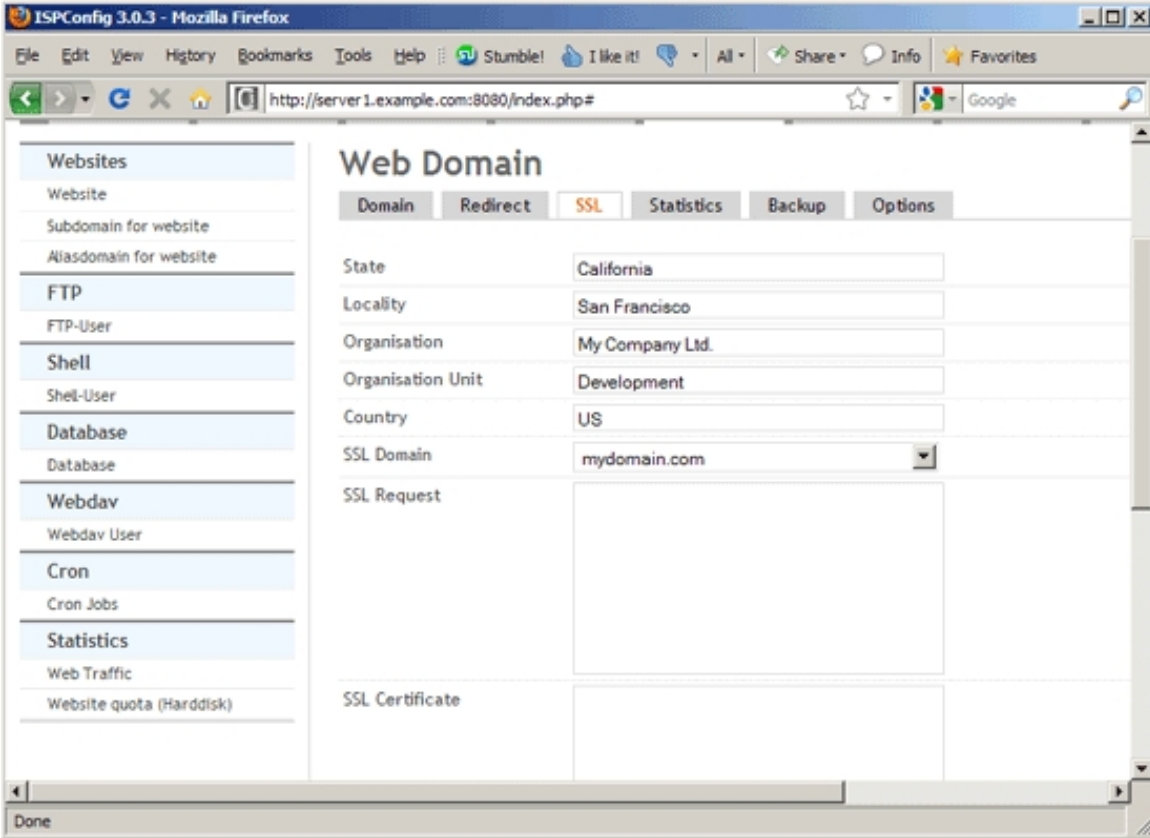 ISPConfig 3.0.3 - Mozilla Firefox
File Edit View History Bookmarks Tools Help Stumble! I like it! All Share Info Favorites
http://server1.example.com:8080/index.php# Google
Websites
Website
Subdomain for website
Aliasdomain for website
FTP
FTP-User
Shell
Shell-User
Database
Database
Webdav
Webdav User
Cron
Cron Jobs
Statistics
Web Traffic
Website quota (Harddisk)
Web Domain
Domain Redirect SSL Statistics Backup Options
State California
Locality San Francisco
Organisation My Company Ltd.
Organisation Unit Development
Country US
SSL Domain mydomain.com
SSL Request
SSL Certificate
Done